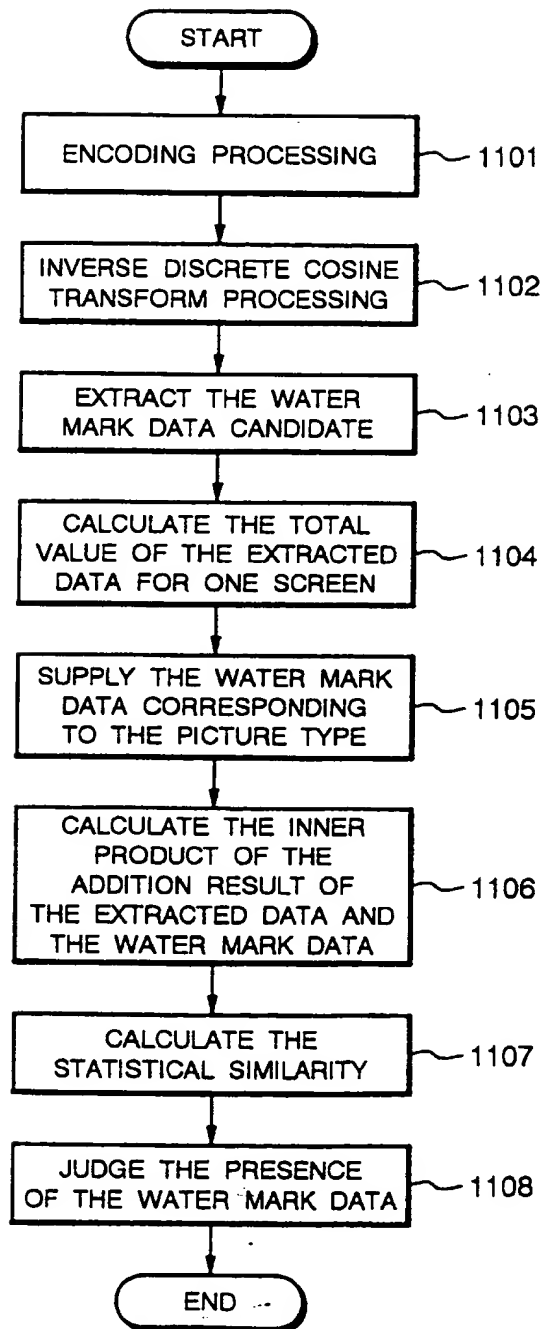 START
ENCODING PROCESSING
1101
INVERSE DISCRETE COSINE
TRANSFORM PROCESSING
1102
EXTRACT THE WATER
MARK DATA CANDIDATE
1103
CALCULATE THE TOTAL
VALUE OF THE EXTRACTED
DATA FOR ONE SCREEN
1104
SUPPLY THE WATER MARK
DATA CORRESPONDING
TO THE PICTURE TYPE
1105
CALCULATE THE INNER
PRODUCT OF THE
ADDITION RESULT OF
THE EXTRACTED DATA AND
THE WATER MARK DATA
1106
CALCULATE THE
STATISTICAL SIMILARITY
1107
JUDGE THE PRESENCE
OF THE WATER MARK DATA
1108
END